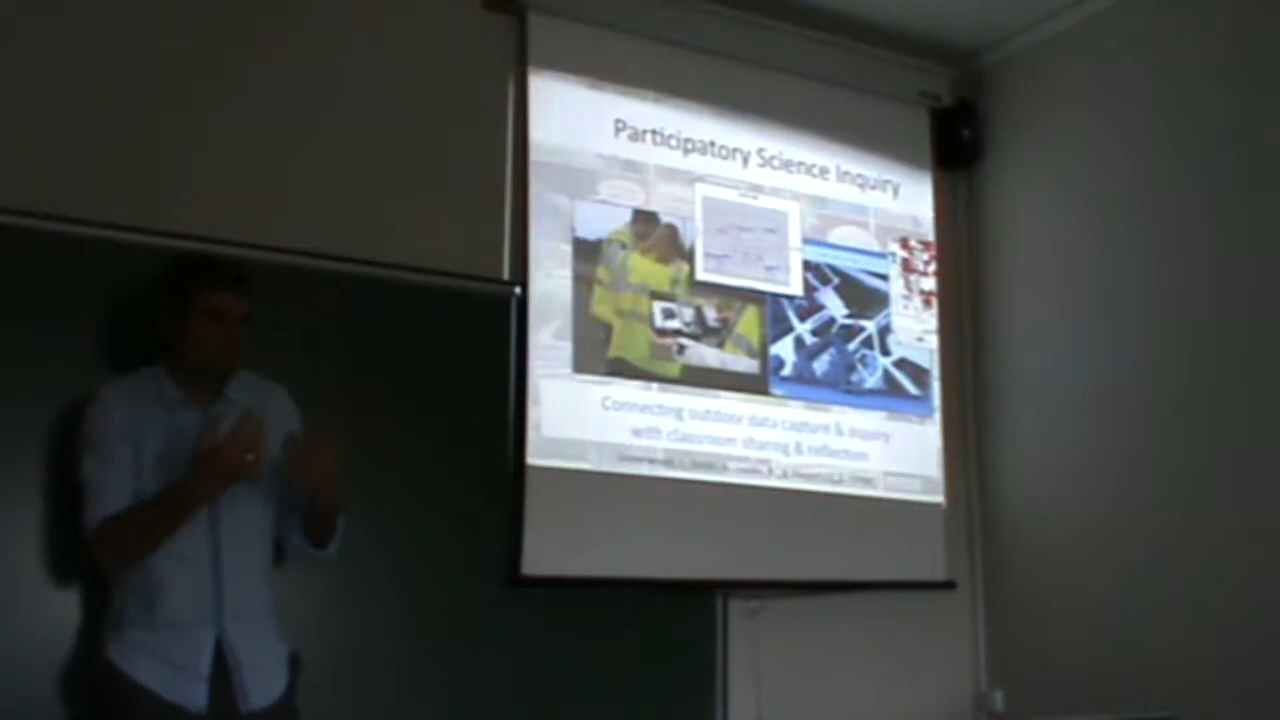 Participatory Science Inquiry
Connecting outdoor data capture & inquiry
with classroom sharing & reflection